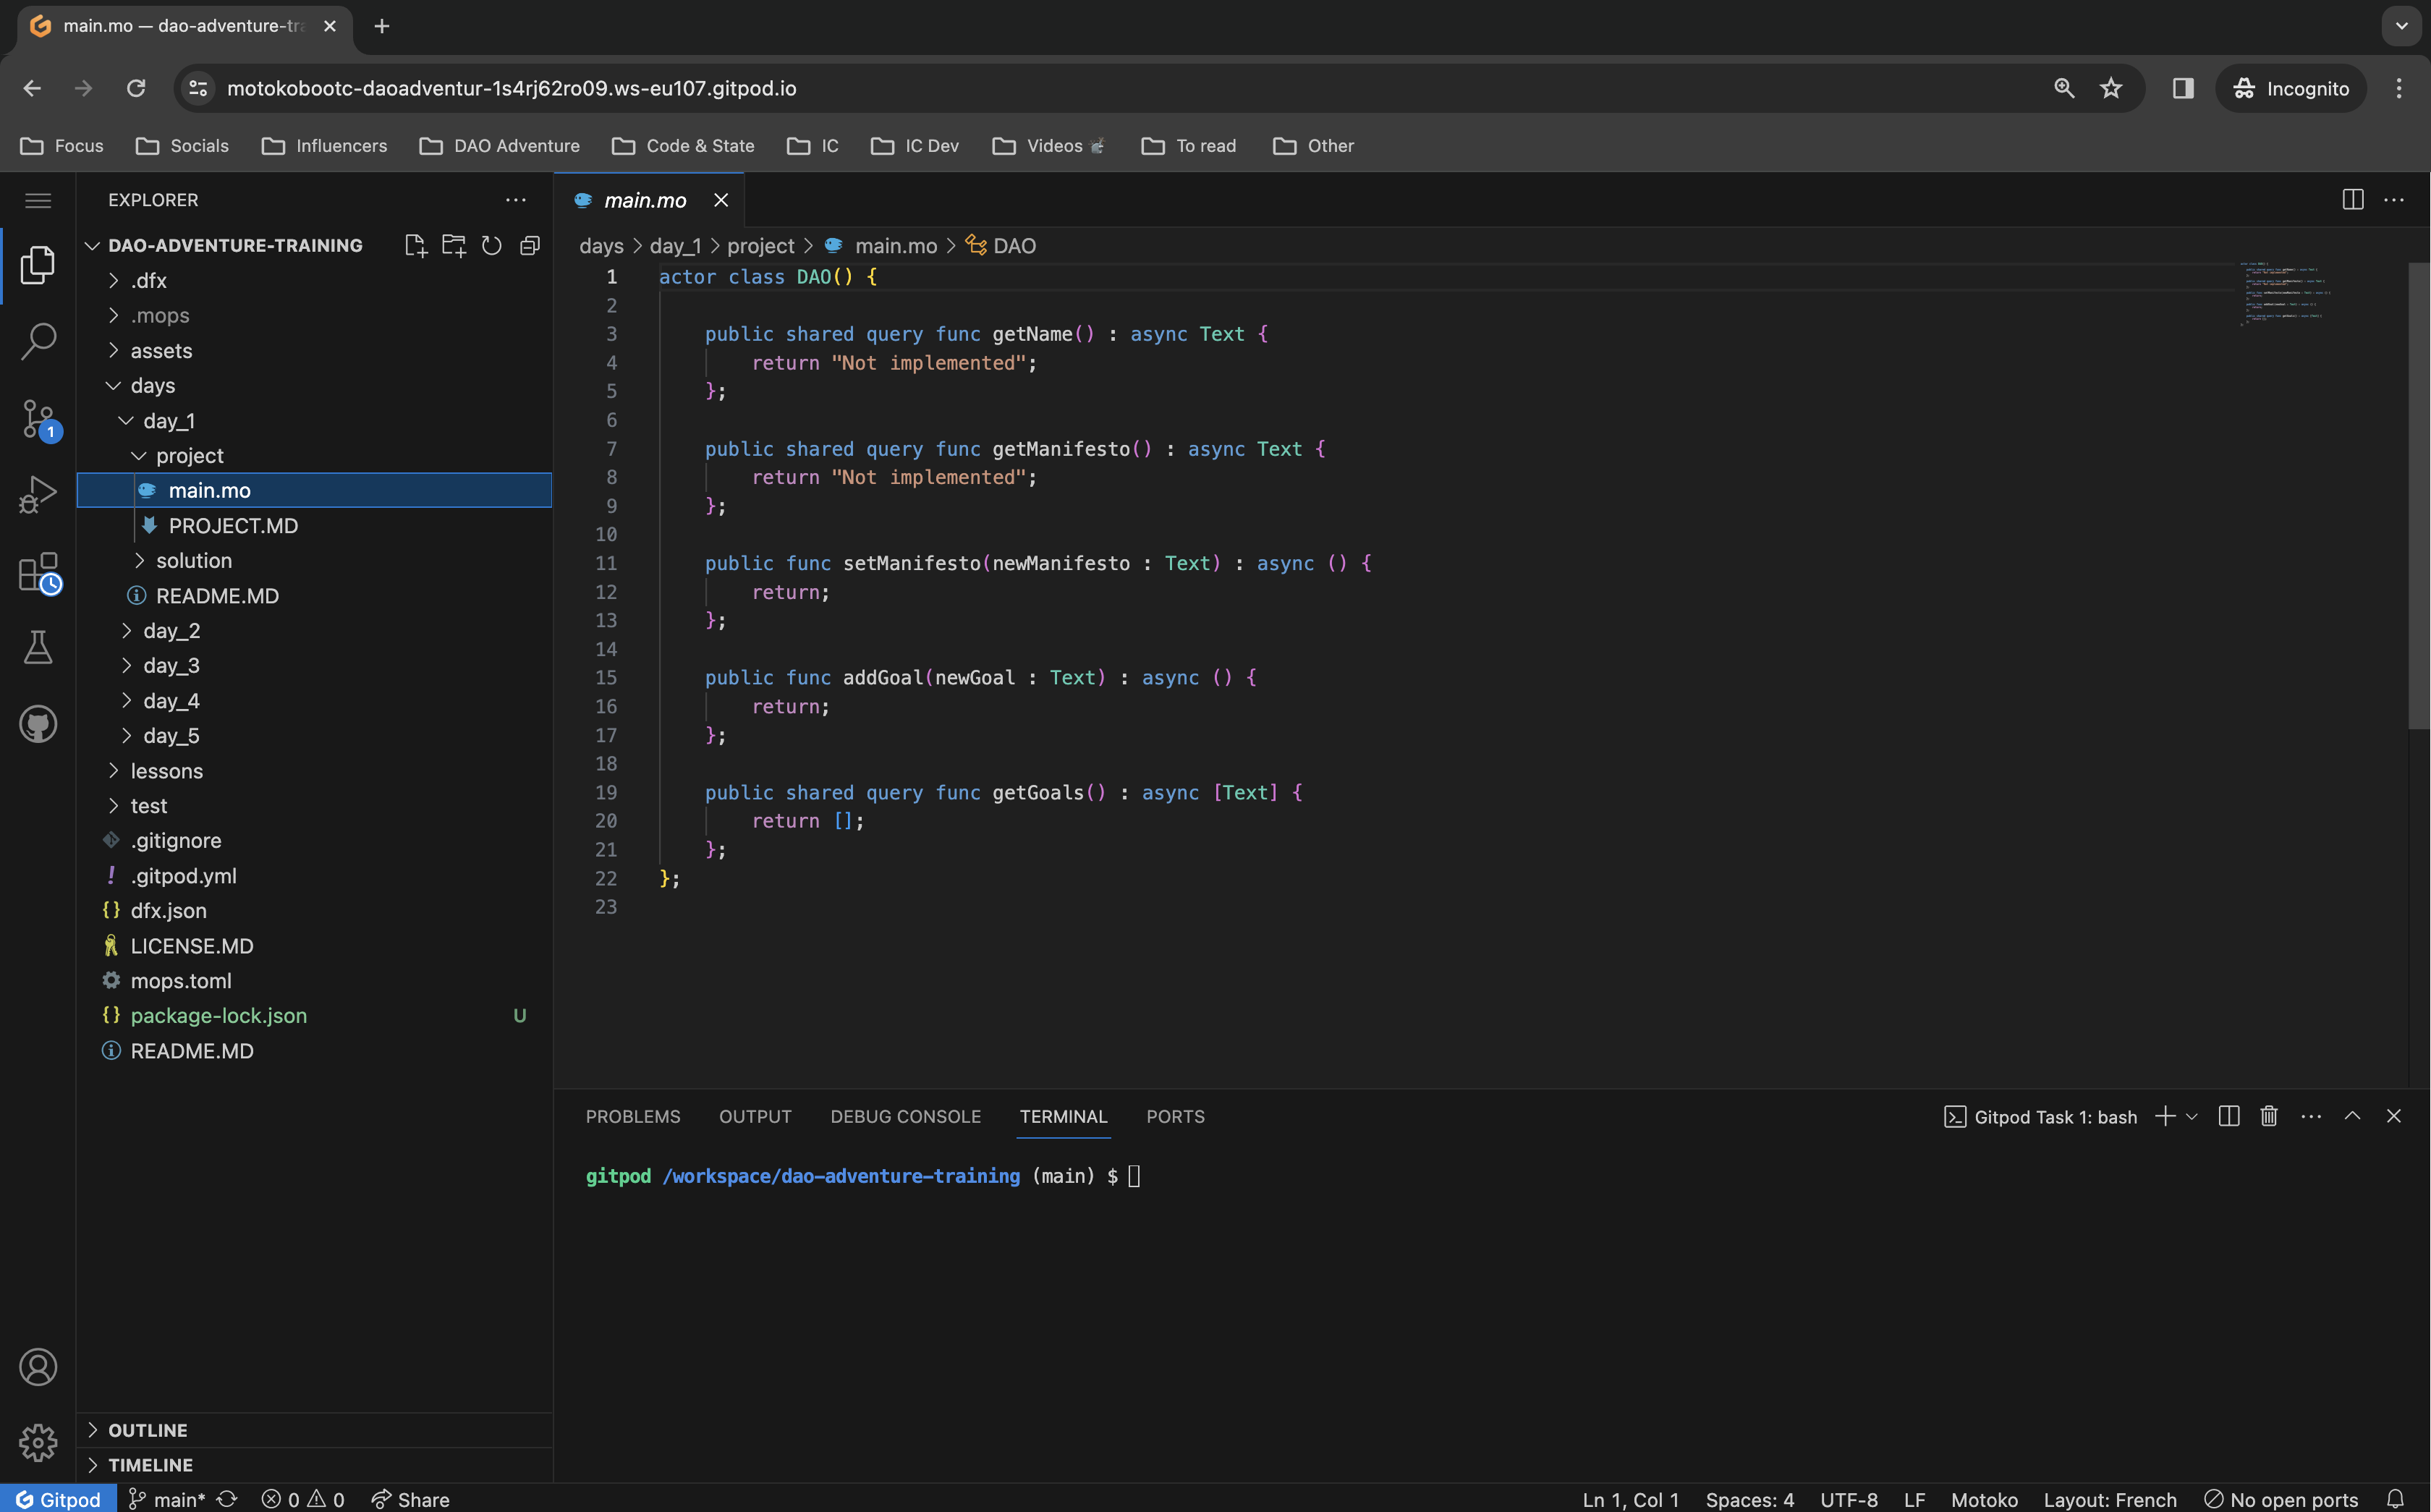 main.mo — dao-adventure-tra
motokobootc-daoadventur-1s4rj62ro09.ws-eu107.gitpod.io
Incognito
Focus Socials Influencers DAO Adventure Code & State IC IC Dev Videos To read Other
EXPLORER
DAO-ADVENTURE-TRAINING
.dfx
.mops
assets
days
day_1
project
main.mo
PROJECT.MD
solution
README.MD
day_2
day_3
day_4
day_5
lessons
test
.gitignore
.gitpod.yml
dfx.json
LICENSE.MD
mops.toml
package-lock.json U
README.MD
OUTLINE
TIMELINE
1
main.mo
days > day_1 > project > main.mo > DAO
1 actor class DAO() {
2
3     public shared query func getName() : async Text {
4         return "Not implemented";
5     };
6
7     public shared query func getManifesto() : async Text {
8         return "Not implemented";
9     };
10
11     public func setManifesto(newManifesto : Text) : async () {
12         return;
13     };
14
15     public func addGoal(newGoal : Text) : async () {
16         return;
17     };
18
19     public shared query func getGoals() : async [Text] {
20         return [];
21     };
22 };
23
PROBLEMS OUTPUT DEBUG CONSOLE TERMINAL PORTS
Gitpod Task 1: bash
gitpod /workspace/dao-adventure-training (main) $
Gitpod main* 0 0 Share
Ln 1, Col 1 Spaces: 4 UTF-8 LF Motoko Layout: French No open ports